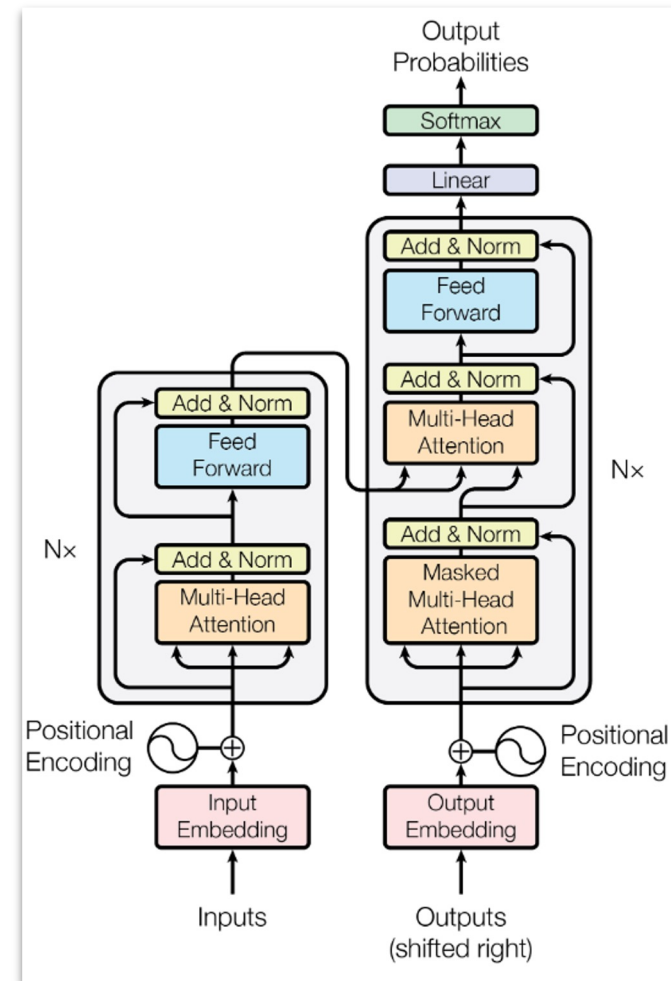 Output
Probabilities
Softmax
Linear
Add & Norm
Feed
Forward
Add & Norm
Multi-Head
Attention
Add & Norm
Masked
Multi-Head
Attention
N×
Add & Norm
Feed
Forward
Add & Norm
Multi-Head
Attention
N×
Positional
Encoding
Positional
Encoding
Input
Embedding
Output
Embedding
Inputs
Outputs
(shifted right)